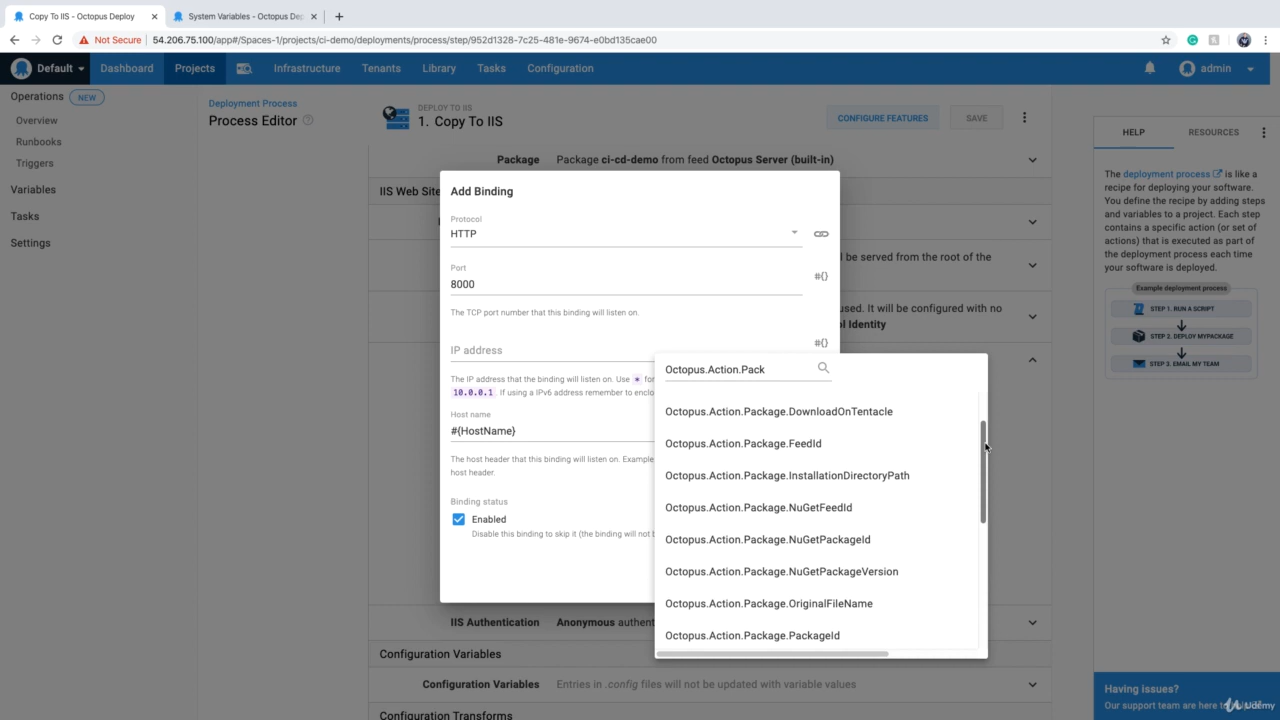 Copy To IIS - Octopus Deploy
System Variables - Octopus Dep
Not Secure
54.206.75.100/app#/Spaces-1/projects/ci-demo/deployments/process/step/952d1328-7c25-481e-9674-e0bd135cae00
Default
Dashboard
Projects
Infrastructure
Tenants
Library
Tasks
Configuration
admin
Operations
NEW
Overview
Runbooks
Triggers
Variables
Tasks
Settings
Deployment Process
Process Editor
DEPLOY TO IIS
1. Copy To IIS
CONFIGURE FEATURES
SAVE
Package
Package ci-cd-demo from feed Octopus Server (built-in)
IIS Web Site
l be served from the root of the
used. It will be configured with no
ol Identity
Add Binding
Protocol
HTTP
Port
8000
#{}
The TCP port number that this binding will listen on.
IP address
#{}
The IP address that the binding will listen on. Use * for
10.0.0.1 If using a IPv6 address remember to enclo
Host name
#{HostName}
The host header that this binding will listen on. Example
host header.
Binding status
Enabled
Disable this binding to skip it (the binding will not b
Octopus.Action.Pack
Octopus.Action.Package.DownloadOnTentacle
Octopus.Action.Package.FeedId
Octopus.Action.Package.InstallationDirectoryPath
Octopus.Action.Package.NuGetFeedId
Octopus.Action.Package.NuGetPackageId
Octopus.Action.Package.NuGetPackageVersion
Octopus.Action.Package.OriginalFileName
Octopus.Action.Package.PackageId
IIS Authentication
Anonymous authent
Configuration Variables
Configuration Variables
Entries in .config files will not be updated with variable values
Configuration Transforms
HELP
RESOURCES
The deployment process is like a
recipe for deploying your software.
You define the recipe by adding steps
and variables to a project. Each step
contains a specific action (or set of
actions) that is executed as part of
the deployment process each time
your software is deployed.
Example deployment process
STEP 1. RUN A SCRIPT
STEP 2. DEPLOY MYPACKAGE
STEP 3. EMAIL MY TEAM
Having issues?
Our support team are here to
Udemy